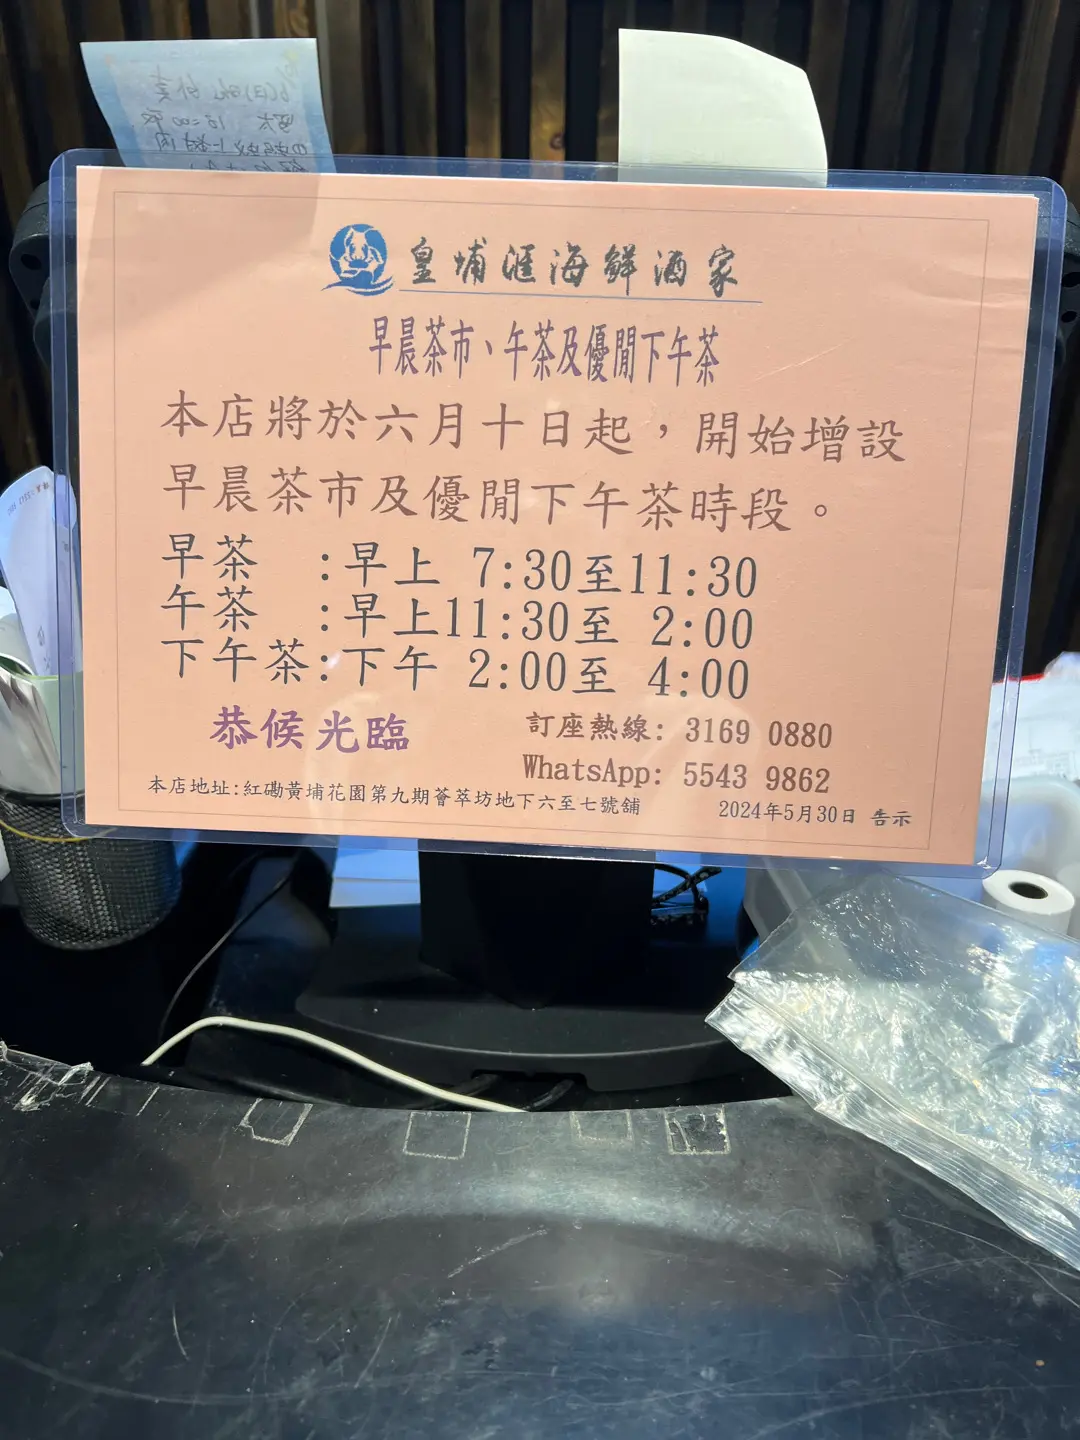 皇埔滙海鮮酒家
早晨茶市、午茶及優閒下午茶
本店將於六月十日起，開始增設
早晨茶市及優閒下午茶時段。
早茶 :早上 7:30至11:30
午茶 :早上11:30至 2:00
下午茶:下午 2:00至 4:00
恭候光臨
訂座熱線: 3169 0880
WhatsApp: 5543 9862
本店地址:紅磡黃埔花園第九期薈萃坊地下六至七號舖
2024年5月30日 告示